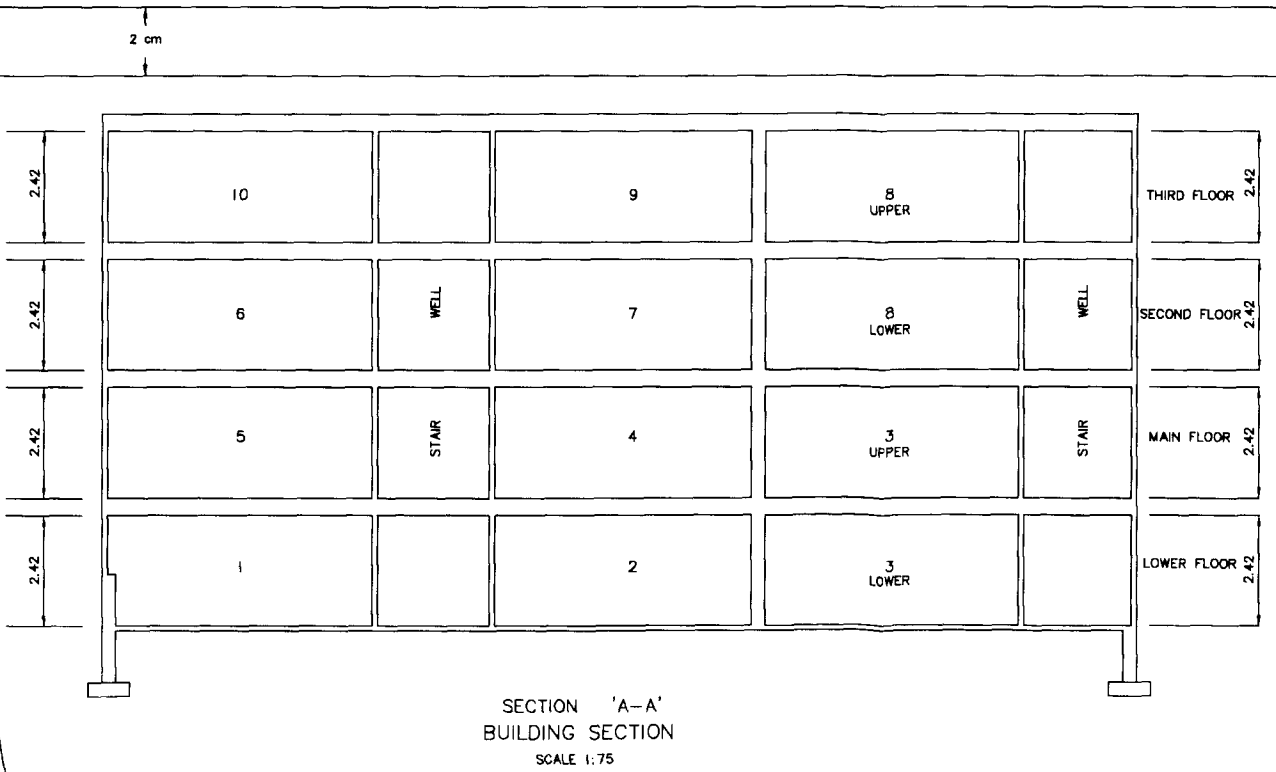 2 cm
2.42
10
9
8
UPPER
THIRD FLOOR
2.42
2.42
6
WELL
7
8
LOWER
WELL
SECOND FLOOR
2.42
2.42
5
STAIR
4
3
UPPER
STAIR
MAIN FLOOR
2.42
2.42
1
2
3
LOWER
LOWER FLOOR
2.42
SECTION 'A-A'
BUILDING SECTION
SCALE 1:75